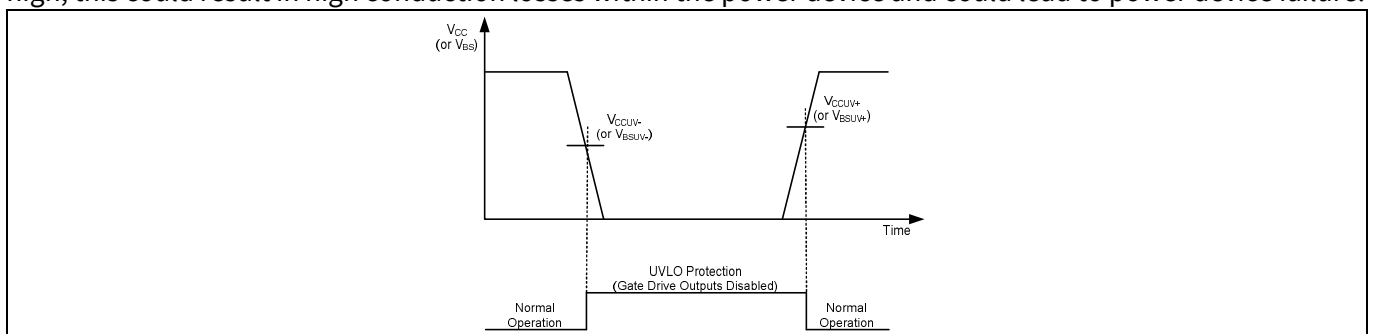 high, this could result in high conduction losses within the power device and could lead to power device failure.
VCC
(or VBS)
VCCUV-
(or VBSUV-)
VCCUV+
(or VBSUV+)
Time
UVLO Protection
(Gate Drive Outputs Disabled)
Normal
Operation
Normal
Operation